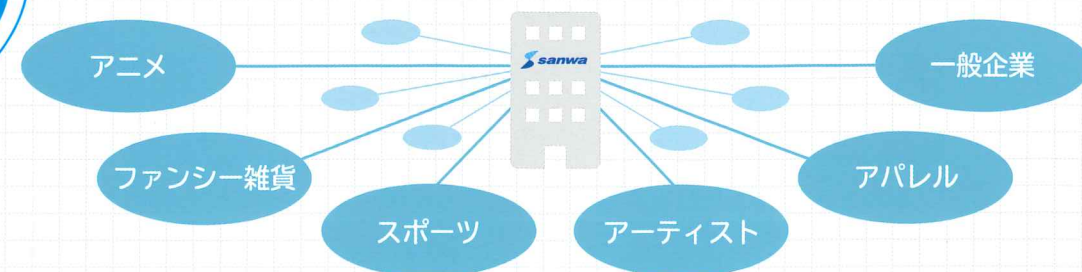 sanwa
アニメ
一般企業
ファンシー雑貨
アパレル
スポーツ
アーティスト